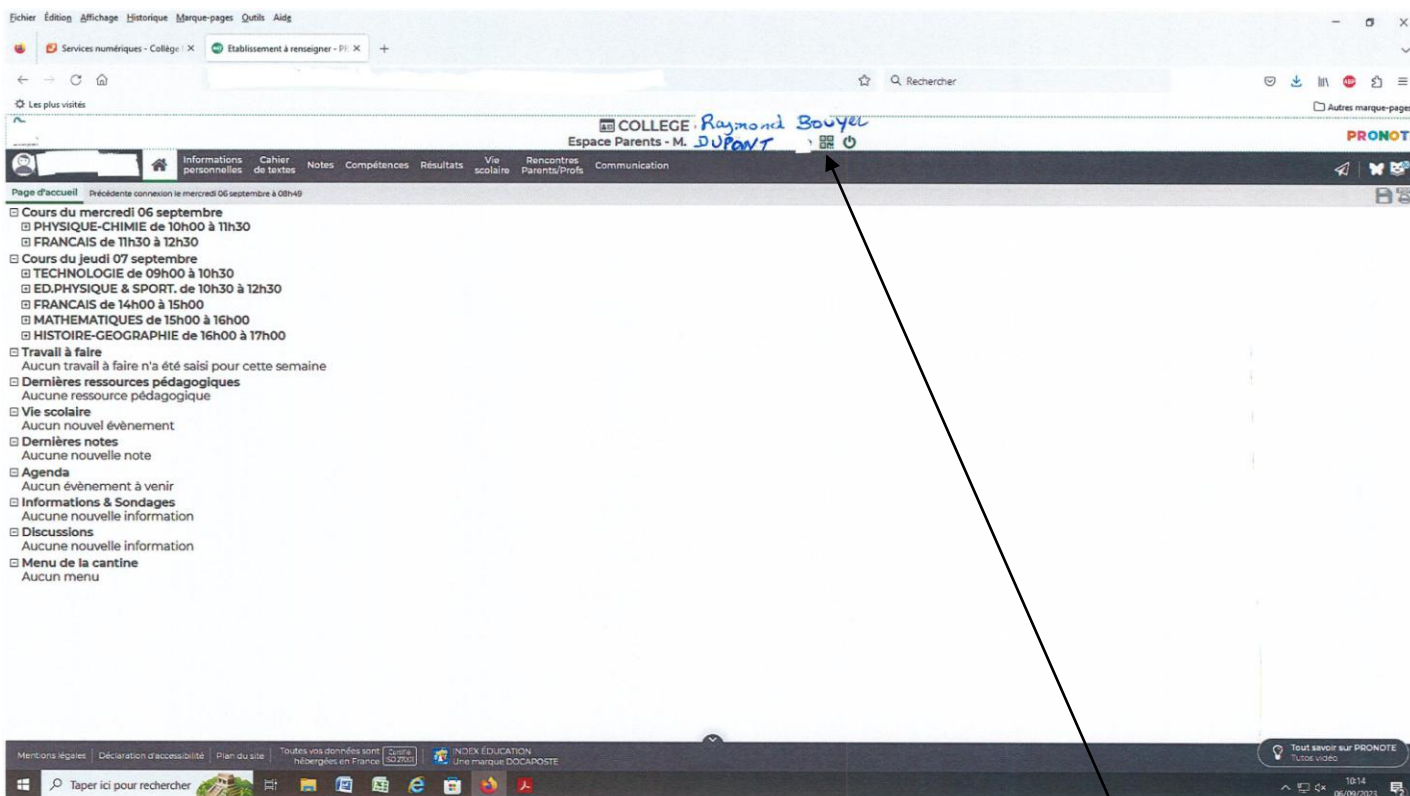 Fichier Édition Affichage Historique Marque-pages Outils Aide
Services numériques - Collège
Etablissement à renseigner - P
Rechercher
Les plus visités
Autres marque-pages
COLLEGE Raymond Bouyel
Espace Parents - M. DUPONT
PRONOT
Informations personnelles
Cahier de textes
Notes
Compétences
Résultats
Vie scolaire
Rencontres Parents/Profs
Communication
Page d'accueil Précédente connexion le mercredi 06 septembre à 08h49
Cours du mercredi 06 septembre
PHYSIQUE-CHIMIE de 10h00 à 11h30
FRANCAIS de 11h30 à 12h30
Cours du jeudi 07 septembre
TECHNOLOGIE de 09h00 à 10h30
ED.PHYSIQUE & SPORT. de 10h30 à 12h30
FRANCAIS de 14h00 à 15h00
MATHEMATIQUES de 15h00 à 16h00
HISTOIRE-GEOGRAPHIE de 16h00 à 17h00
Travail à faire
Aucun travail à faire n'a été saisi pour cette semaine
Dernières ressources pédagogiques
Aucune ressource pédagogique
Vie scolaire
Aucun nouvel évènement
Dernières notes
Aucune nouvelle note
Agenda
Aucun évènement à venir
Informations & Sondages
Aucune nouvelle information
Discussions
Aucune nouvelle information
Menu de la cantine
Aucun menu
Mentions légales Déclaration d'accessibilité Plan du site
Toutes vos données sont
hébergées en France
INDEX ÉDUCATION
Une marque DOCAPOSTE
Tout savoir sur PRONOTE
Tutos vidéo
Taper ici pour rechercher
10:14
06/09/2023